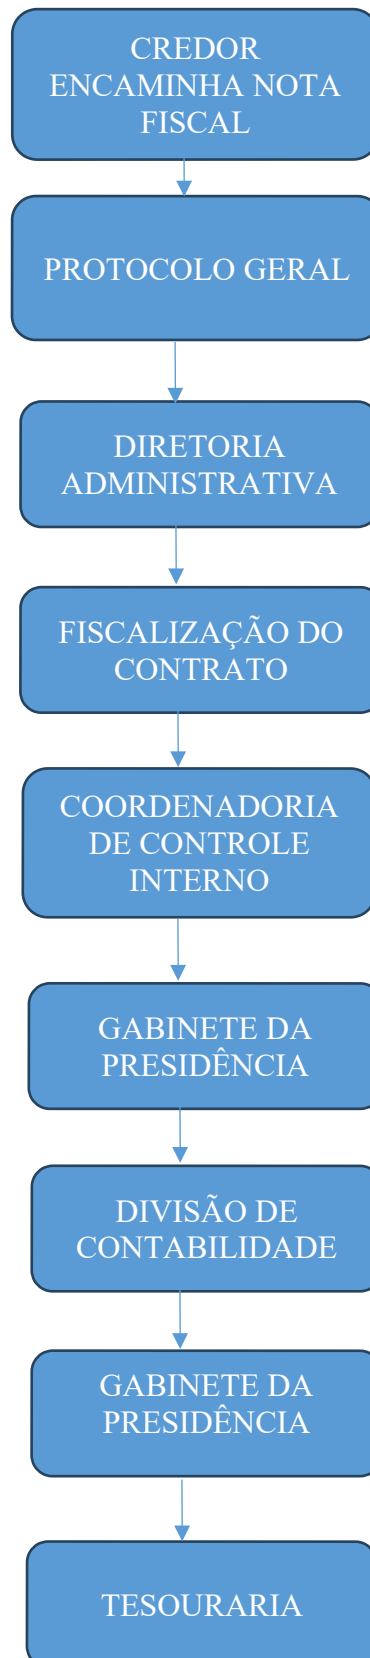 CREDOR
ENCAMINHA NOTA
FISCAL
PROTOCOLO GERAL
DIRETORIA
ADMINISTRATIVA
FISCALIZAÇÃO DO
CONTRATO
COORDENADORIA
DE CONTROLE
INTERNO
GABINETE DA
PRESIDÊNCIA
DIVISÃO DE
CONTABILIDADE
GABINETE DA
PRESIDÊNCIA
TESOURARIA